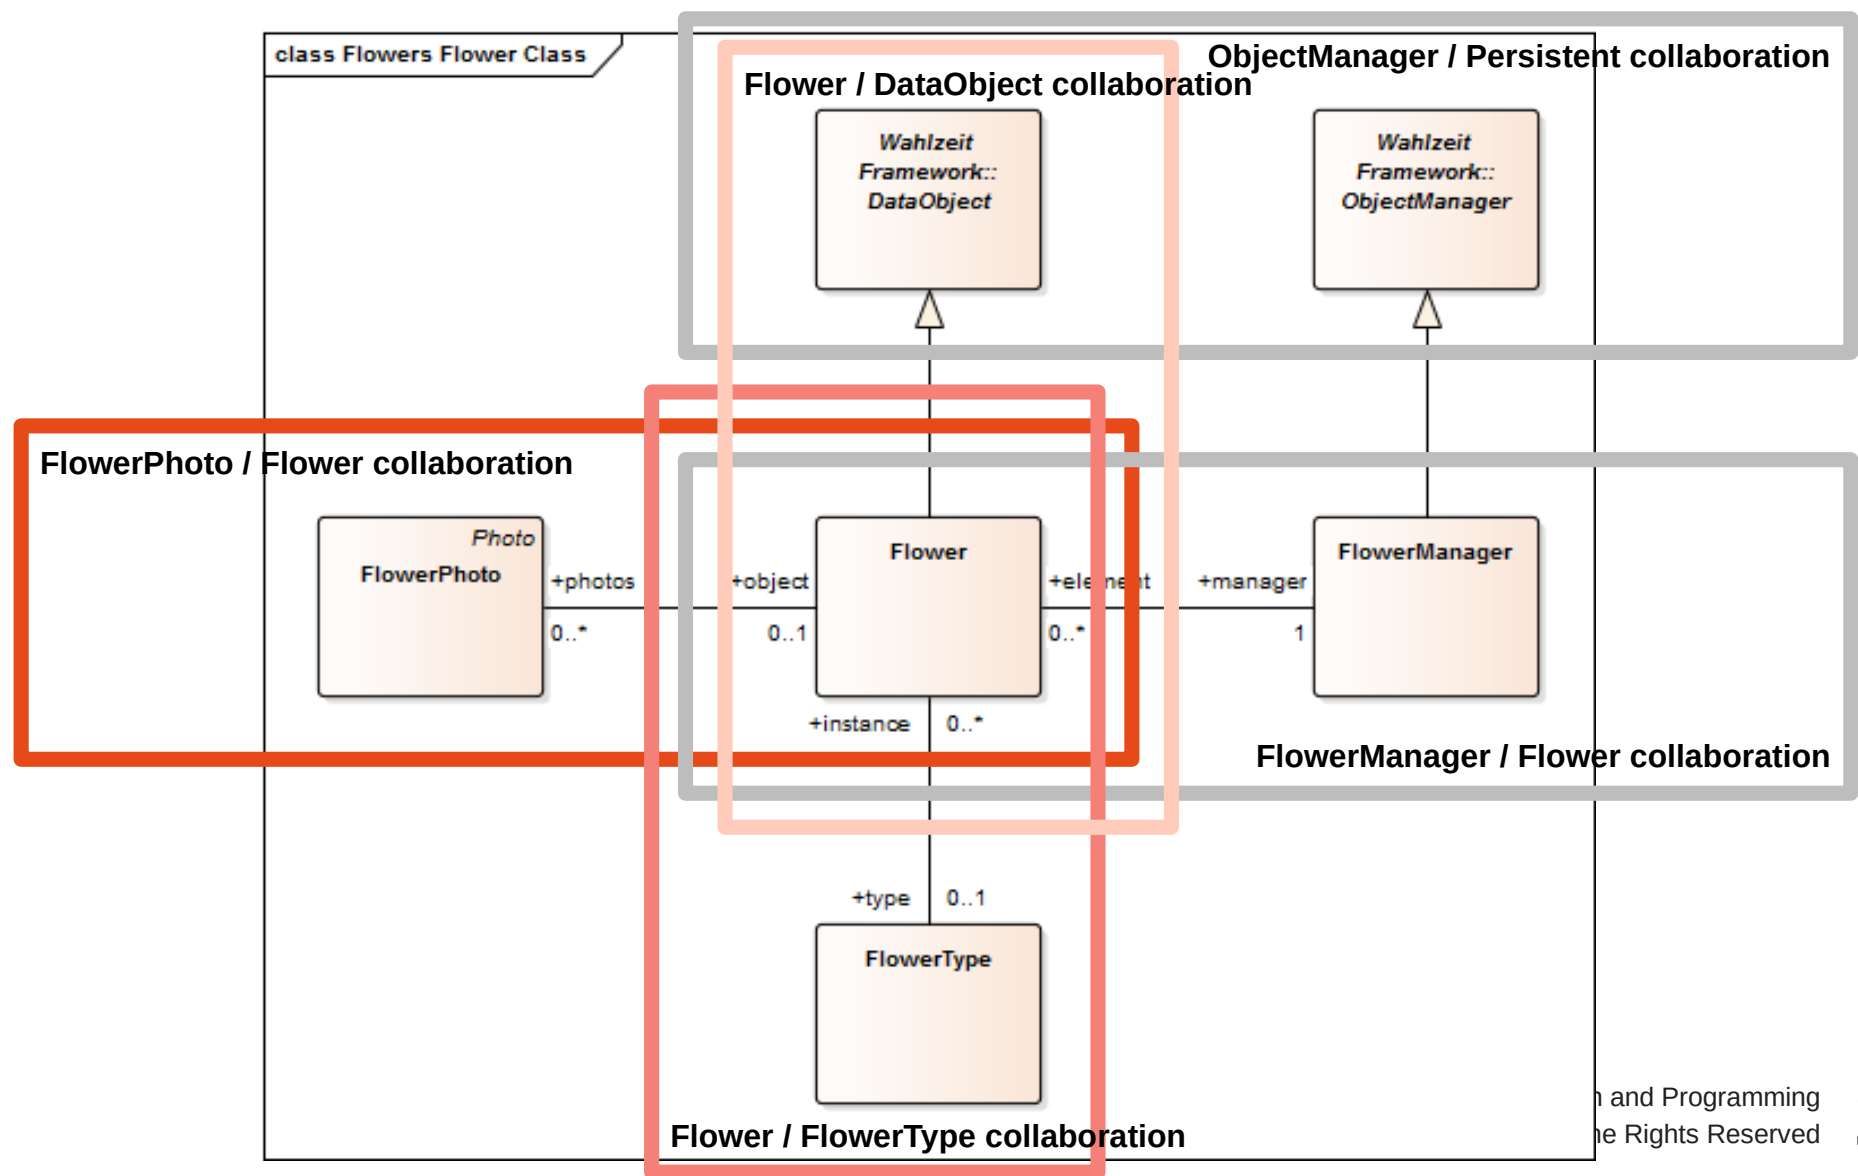 class Flowers Flower Class
ObjectManager / Persistent collaboration
Flower / DataObject collaboration
Wahlzeit
Framework::
DataObject
Wahlzeit
Framework::
ObjectManager
FlowerPhoto / Flower collaboration
Photo
FlowerPhoto
+photos
0..*
+object
0..1
Flower
+element
0..*
+manager
1
FlowerManager
+instance 0..*
FlowerManager / Flower collaboration
+type 0..1
FlowerType
Flower / FlowerType collaboration
and Programming
Rights Reserved